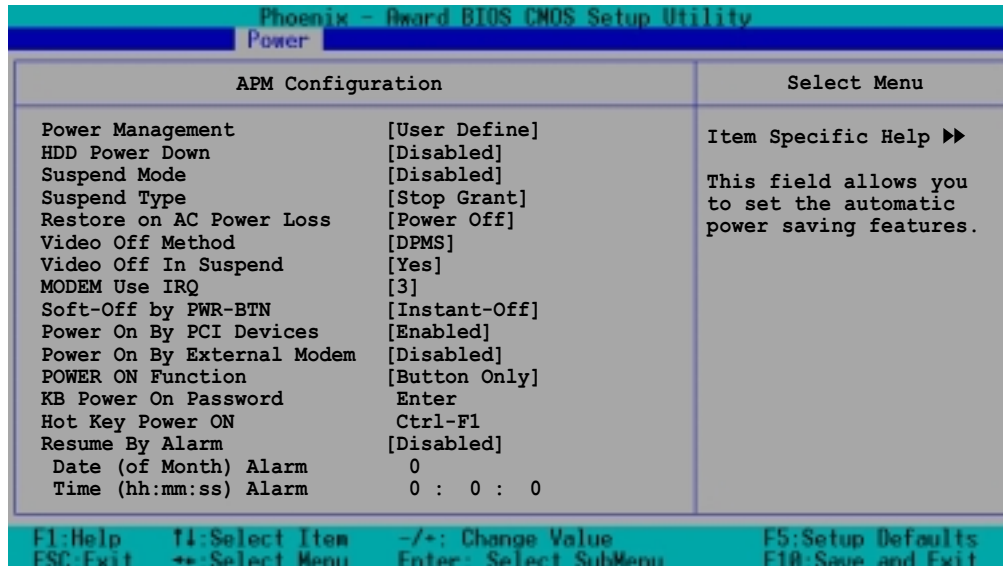 Phoenix - Award BIOS CMOS Setup Utility
Power
APM Configuration
Select Menu
Power Management [User Define]
HDD Power Down [Disabled]
Suspend Mode [Disabled]
Suspend Type [Stop Grant]
Restore on AC Power Loss [Power Off]
Video Off Method [DPMS]
Video Off In Suspend [Yes]
MODEM Use IRQ [3]
Soft-Off by PWR-BTN [Instant-Off]
Power On By PCI Devices [Enabled]
Power On By External Modem [Disabled]
POWER ON Function [Button Only]
KB Power On Password Enter
Hot Key Power ON Ctrl-F1
Resume By Alarm [Disabled]
Date (of Month) Alarm 0
Time (hh:mm:ss) Alarm 0 : 0 : 0
Item Specific Help ▶▶
This field allows you
to set the automatic
power saving features.
F1:Help ↑↓:Select Item -/+: Change Value F5:Setup Defaults
ESC:Exit ↔:Select Menu Enter: Select SubMenu F10:Save and Exit